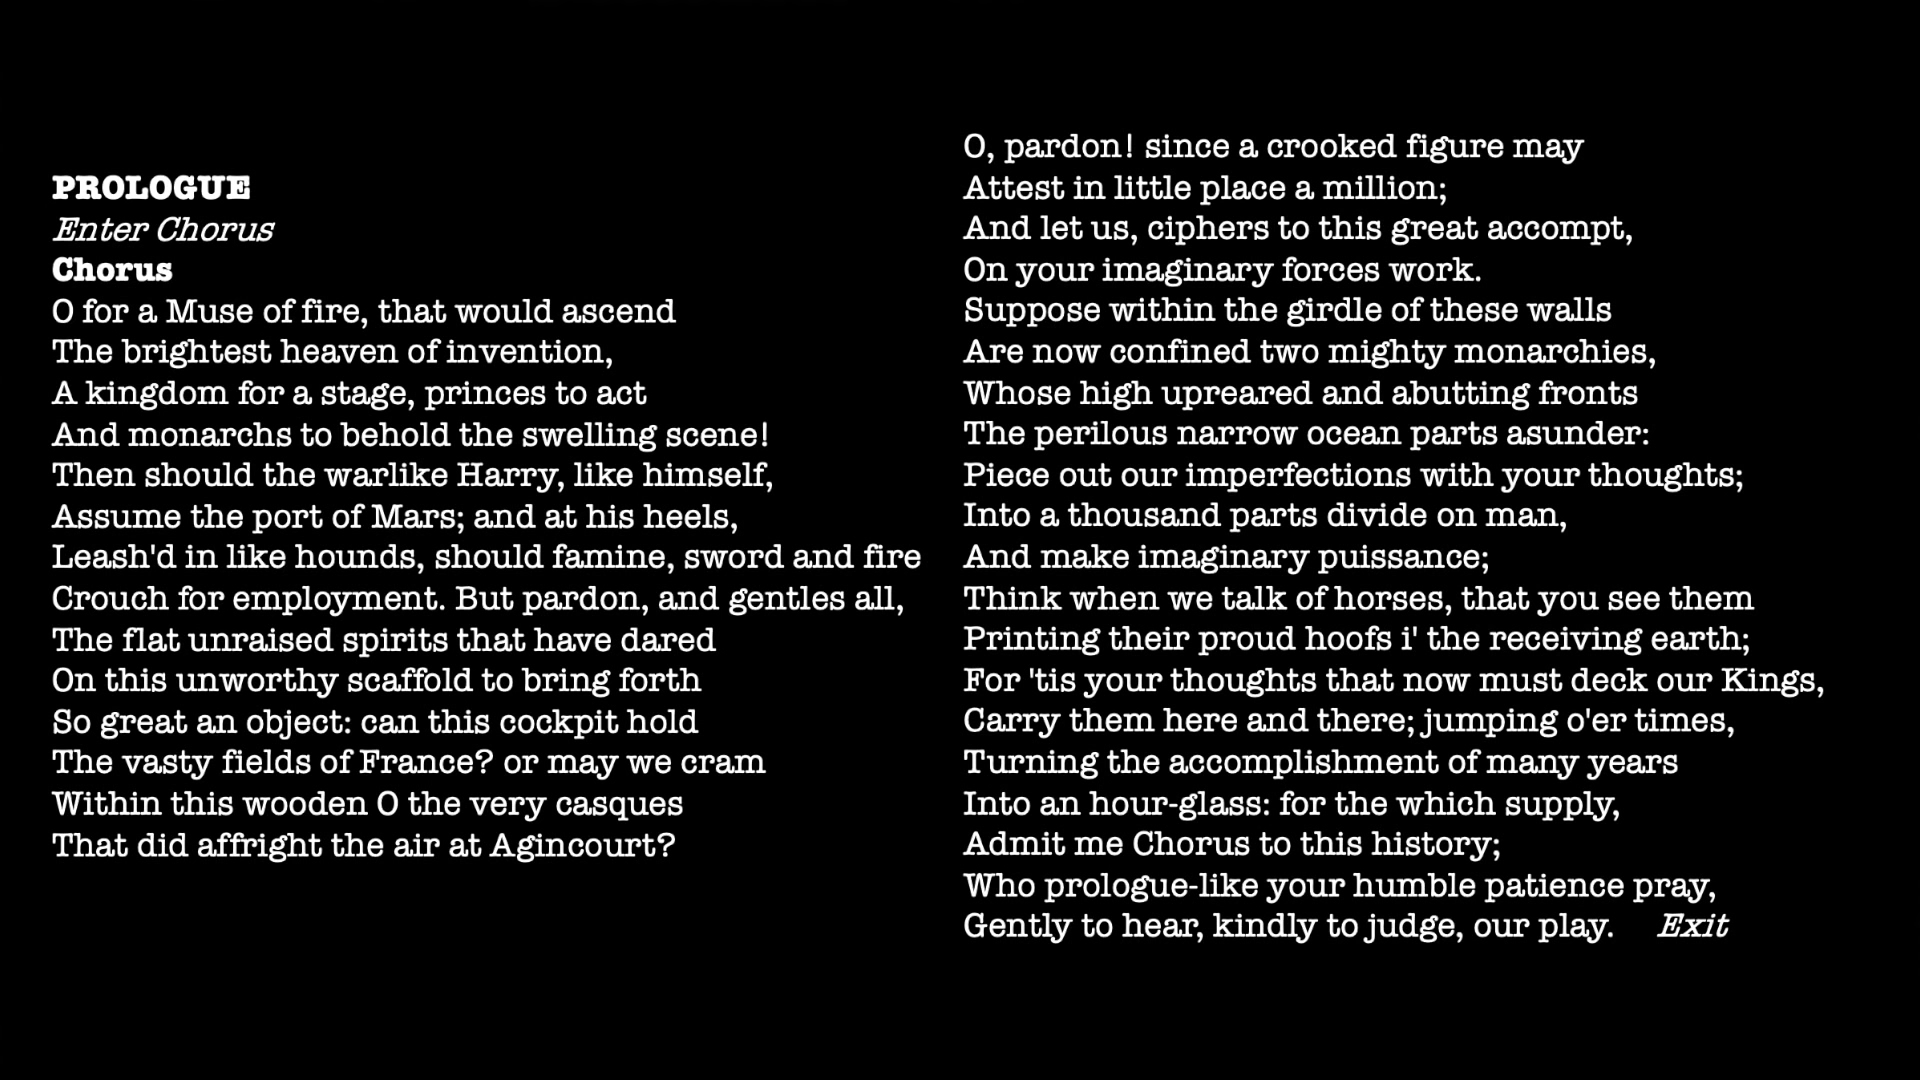 PROLOGUE
Enter Chorus
Chorus
O for a Muse of fire, that would ascend
The brightest heaven of invention,
A kingdom for a stage, princes to act
And monarchs to behold the swelling scene!
Then should the warlike Harry, like himself,
Assume the port of Mars; and at his heels,
Leash'd in like hounds, should famine, sword and fire
Crouch for employment. But pardon, and gentles all,
The flat unraised spirits that have dared
On this unworthy scaffold to bring forth
So great an object: can this cockpit hold
The vasty fields of France? or may we cram
Within this wooden O the very casques
That did affright the air at Agincourt?
O, pardon! since a crooked figure may
Attest in little place a million;
And let us, ciphers to this great accompt,
On your imaginary forces work.
Suppose within the girdle of these walls
Are now confined two mighty monarchies,
Whose high upreared and abutting fronts
The perilous narrow ocean parts asunder:
Piece out our imperfections with your thoughts;
Into a thousand parts divide on man,
And make imaginary puissance;
Think when we talk of horses, that you see them
Printing their proud hoofs i' the receiving earth;
For 'tis your thoughts that now must deck our Kings,
Carry them here and there; jumping o'er times,
Turning the accomplishment of many years
Into an hour-glass: for the which supply,
Admit me Chorus to this history;
Who prologue-like your humble patience pray,
Gently to hear, kindly to judge, our play. Exit